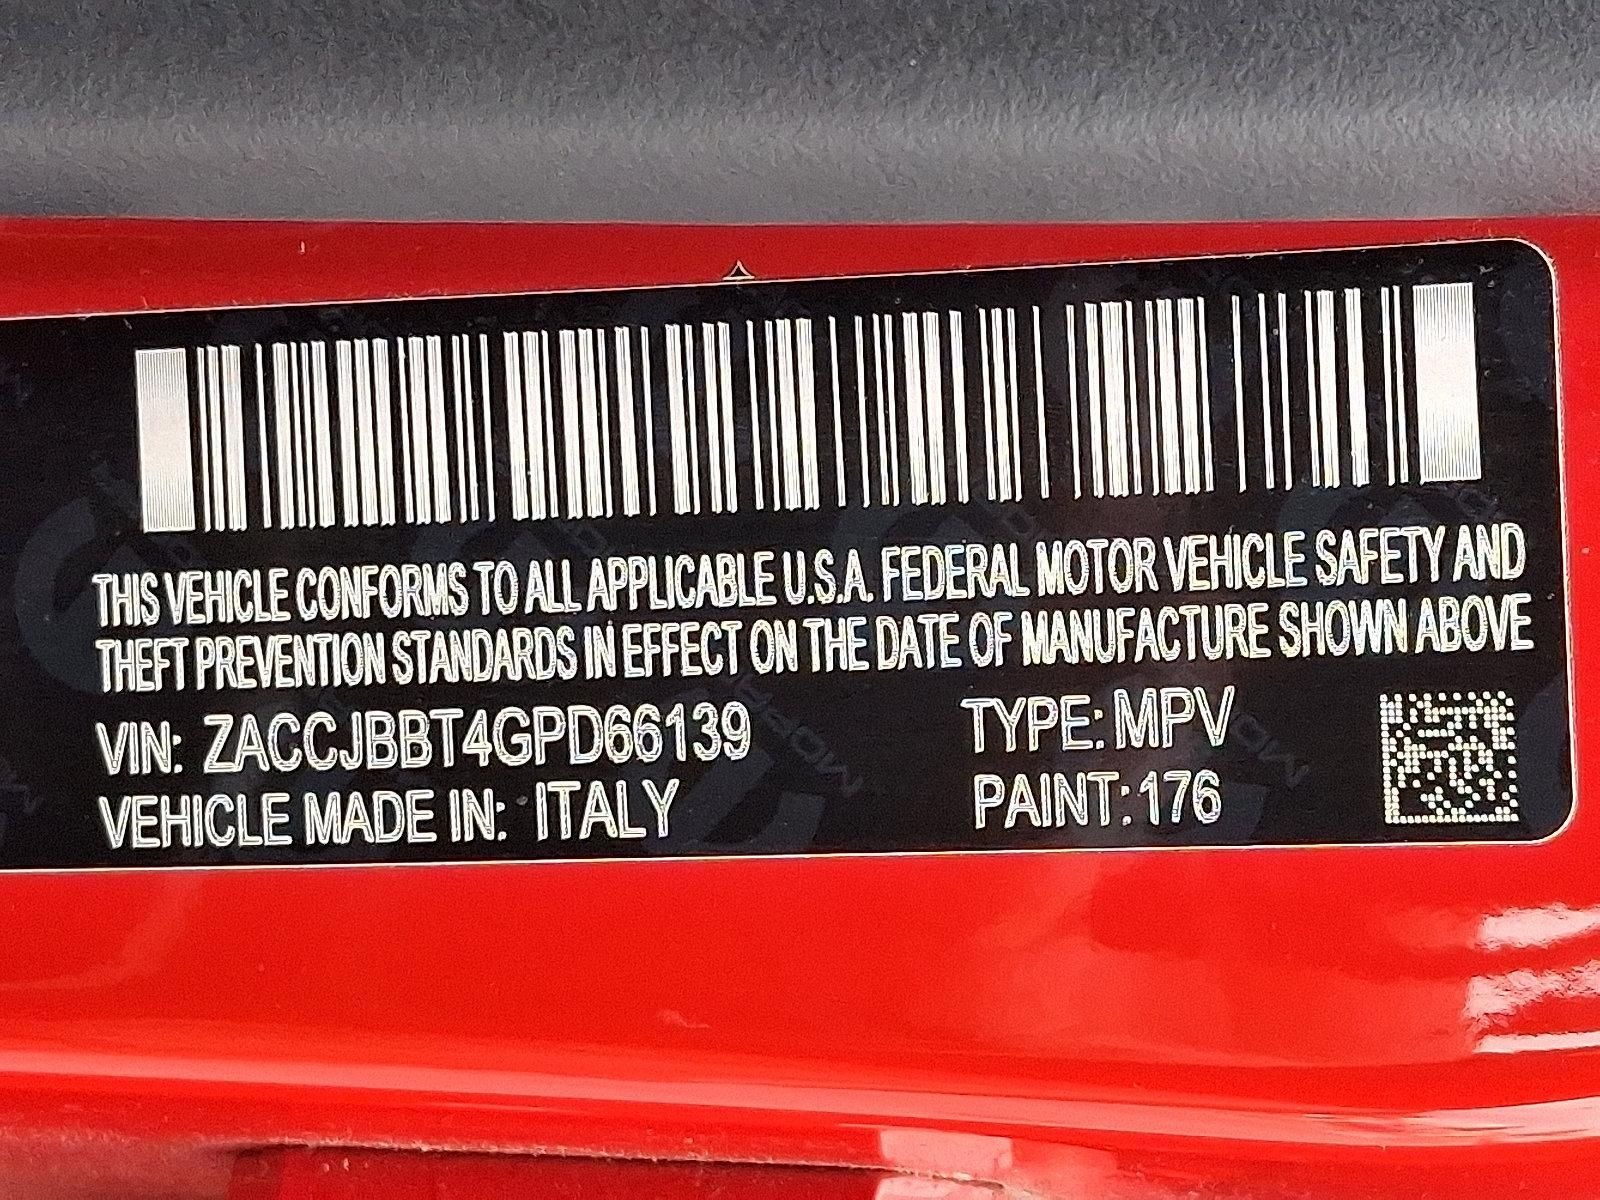 THIS VEHICLE CONFORMS TO ALL APPLICABLE U.S.A. FEDERAL MOTOR VEHICLE SAFETY AND
THEFT PREVENTION STANDARDS IN EFFECT ON THE DATE OF MANUFACTURE SHOWN ABOVE
VIN: ZACCJBBT4GPD66139 TYPE: MPV
VEHICLE MADE IN: ITALY PAINT: 176